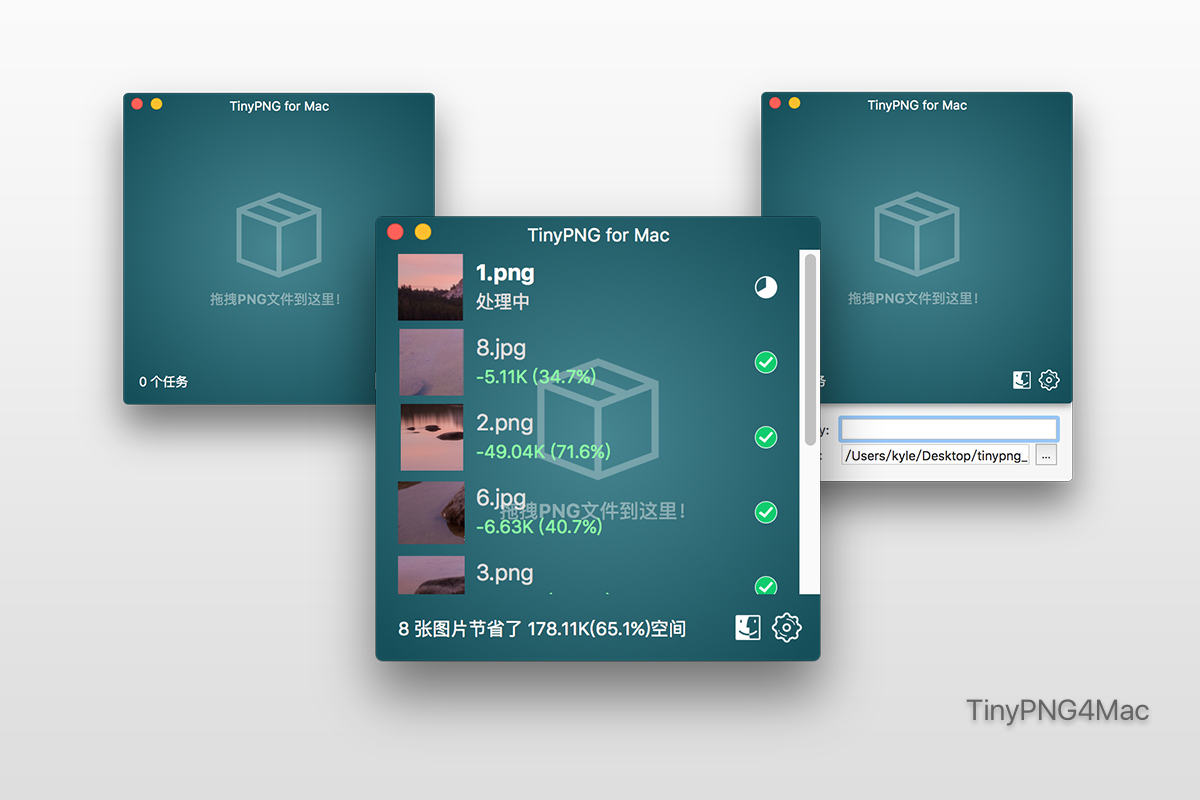 TinyPNG for Mac
拖拽PNG文件到这里!
0 个任务
TinyPNG for Mac
拖拽PNG文件到这里!
务
y:
:
/Users/kyle/Desktop/tinypng_
...
TinyPNG for Mac
1.png
处理中
8.jpg
-5.11K (34.7%)
2.png
-49.04K (71.6%)
6.jpg
拖拽PNG文件到这里!
-6.63K (40.7%)
3.png
8 张图片节省了 178.11K(65.1%)空间
TinyPNG4Mac